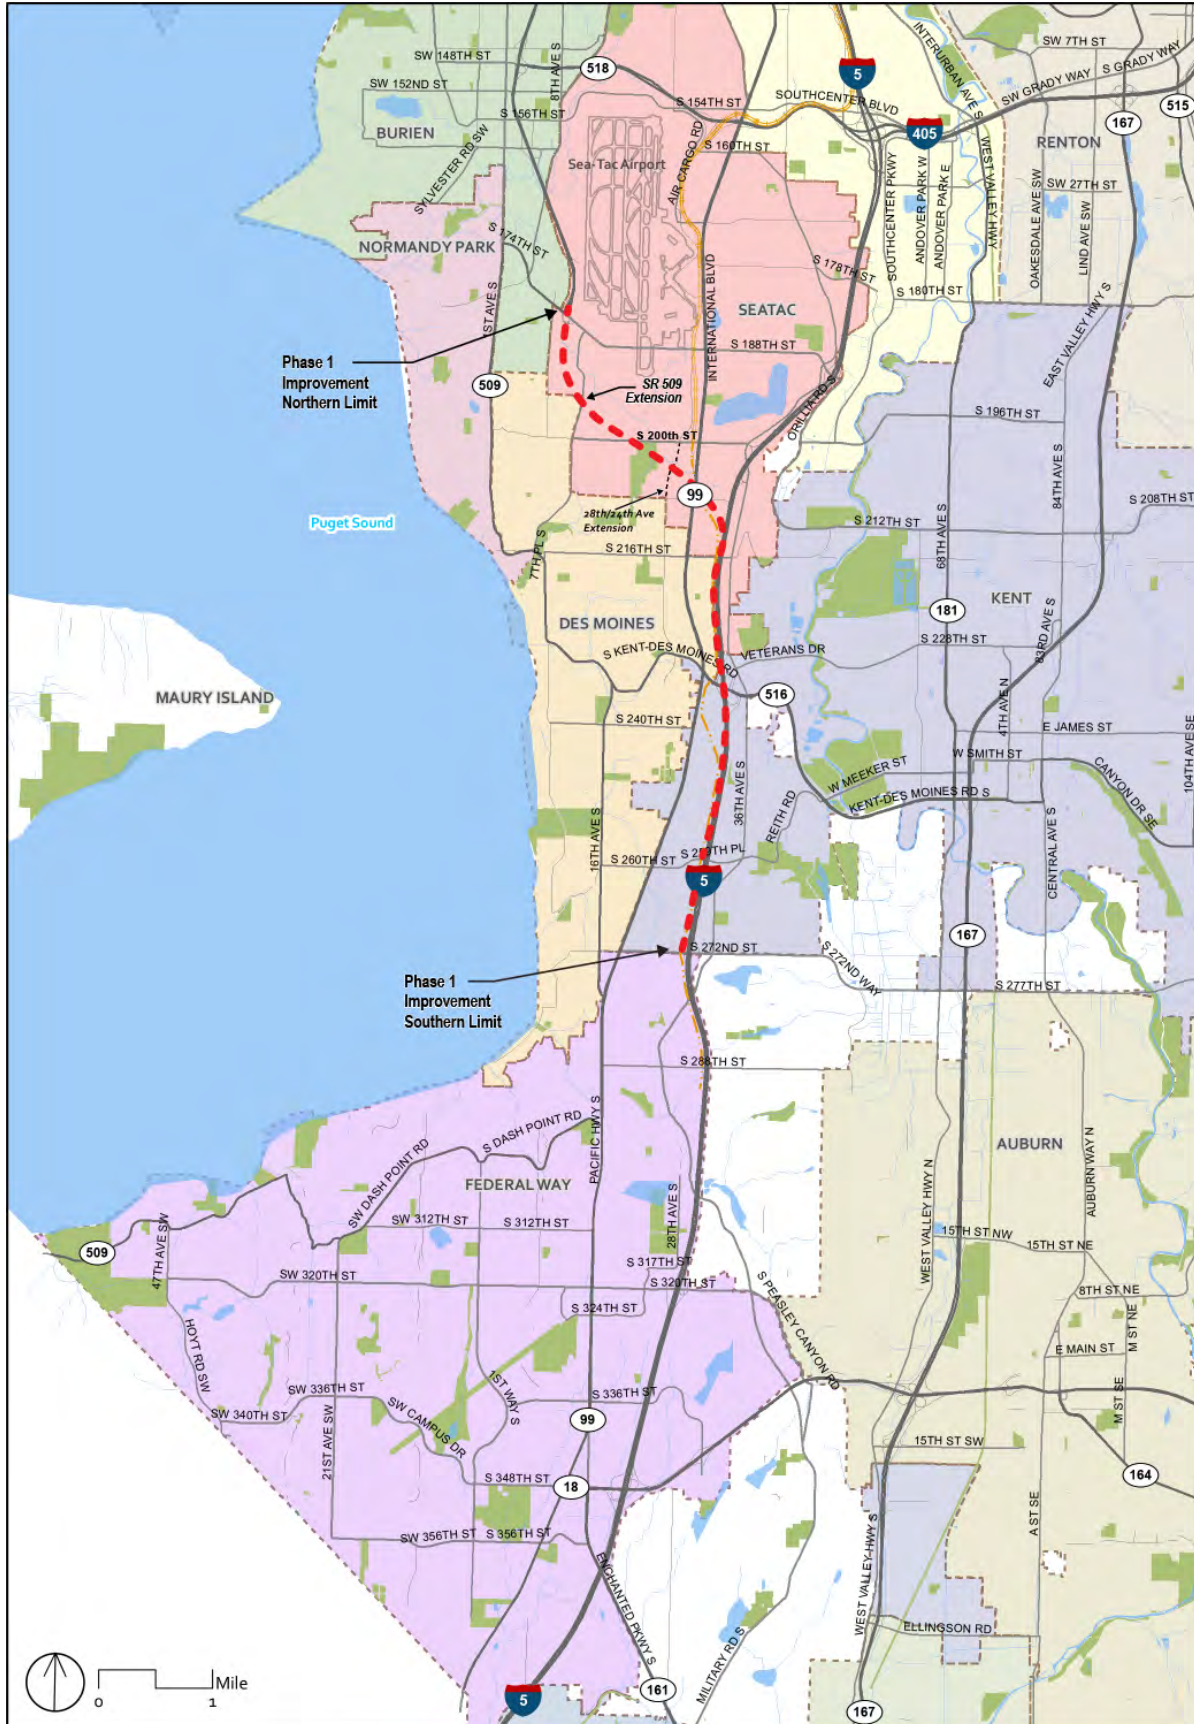 SW 148TH ST
8TH AVE S
518
5
INTERURBAN AVE S
SW 7TH ST
S GRADY WAY
SW GRADY WAY
515
SW 152ND ST
S 154TH ST
SOUTHCENTER BLVD
167
S 156TH ST
BURIEN
405
RENTON
SYLVESTER RD SW
Sea-Tac Airport
AIR CARGO RD
S 160TH ST
SOUTHCENTER PKWY
ANDOVER PARK W
ANDOVER PARK E
WEST VALLEY HWY
SW 27TH ST
OAKESDALE AVE SW
LIND AVE SW
NORMANDY PARK
S 174TH ST
S 178TH ST
S 180TH ST
1ST AVE S
INTERNATIONAL BLVD
SEATAC
EAST VALLEY HWY S
Phase 1
Improvement
Northern Limit
S 188TH ST
509
SR 509
Extension
ORILLIA RD S
S 196TH ST
S 200th ST
84TH AVE S
99
S 208TH ST
28th/24th Ave
Extension
S 212TH ST
Puget Sound
68TH AVE S
7TH PL S
S 216TH ST
DES MOINES
181
KENT
S 228TH ST
83RD AVE S
S KENT-DES MOINES RD
VETERANS DR
MAURY ISLAND
516
4TH AVE N
S 240TH ST
E JAMES ST
104TH AVE SE
W SMITH ST
CANYON DR SE
W MEEKER ST
KENT-DES MOINES RD S
36TH AVE S
REITH RD
16TH AVE S
S 260TH ST
S 259TH PL
CENTRAL AVE S
5
167
S 272ND ST
S 272ND WAY
Phase 1
Improvement
Southern Limit
S 277TH ST
S 288TH ST
PACIFIC HWY S
S DASH POINT RD
SW DASH POINT RD
AUBURN
AUBURN WAY N
FEDERAL WAY
WEST VALLEY HWY N
28TH AVE S
SW 312TH ST
S 312TH ST
509
47TH AVE SW
15TH ST NW
15TH ST NE
S 317TH ST
SW 320TH ST
S 320TH ST
S PEASLEY CANYON RD
8TH ST NE
S 324TH ST
M ST NE
HOYT RD SW
E MAIN ST
1ST WAY S
SW 336TH ST
S 336TH ST
M ST SE
SW 340TH ST
SW CAMPUS DR
99
21ST AVE SW
15TH ST SW
S 348TH ST
18
164
A ST SE
SW 356TH ST
S 356TH ST
WEST VALLEY HWY S
ENCHANTED PKWY S
ELLINGSON RD
MILITARY RD S
Mile
0
1
161
5
167